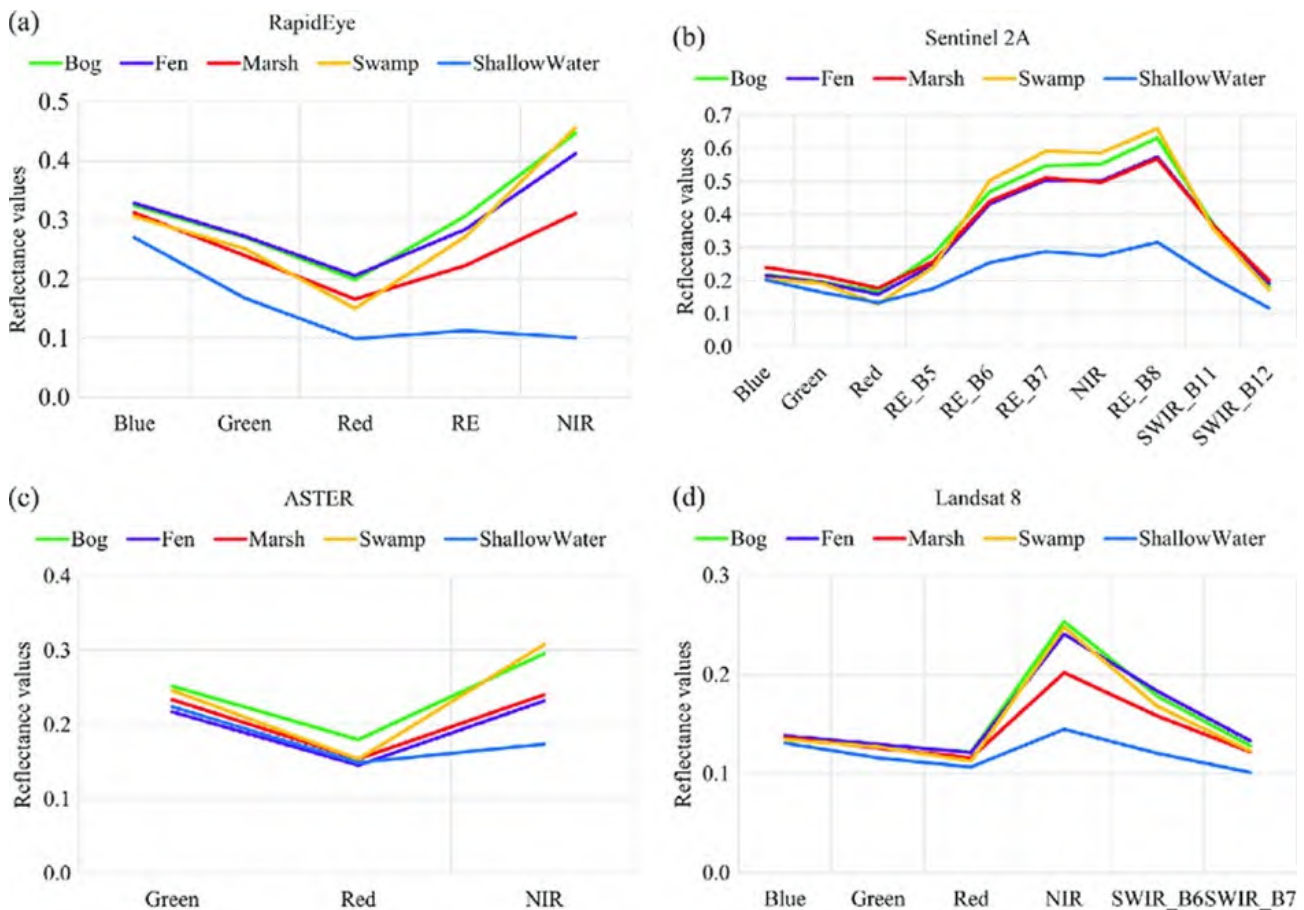 (a)
RapidEye
Bog Fen Marsh Swamp ShallowWater
Reflectance values
0.5
0.4
0.3
0.2
0.1
0.0
Blue Green Red RE NIR
(b)
Sentinel 2A
Bog Fen Marsh Swamp ShallowWater
Reflectance values
0.7
0.6
0.5
0.4
0.3
0.2
0.1
0.0
Blue Green Red RE_B5 RE_B6 RE_B7 NIR RE_B8 SWIR_B11 SWIR_B12
(c)
ASTER
Bog Fen Marsh Swamp ShallowWater
Reflectance values
0.4
0.3
0.2
0.1
0.0
Green Red NIR
(d)
Landsat 8
Bog Fen Marsh Swamp ShallowWater
Reflectance values
0.3
0.2
0.1
0.0
Blue Green Red NIR SWIR_B6SWIR_B7